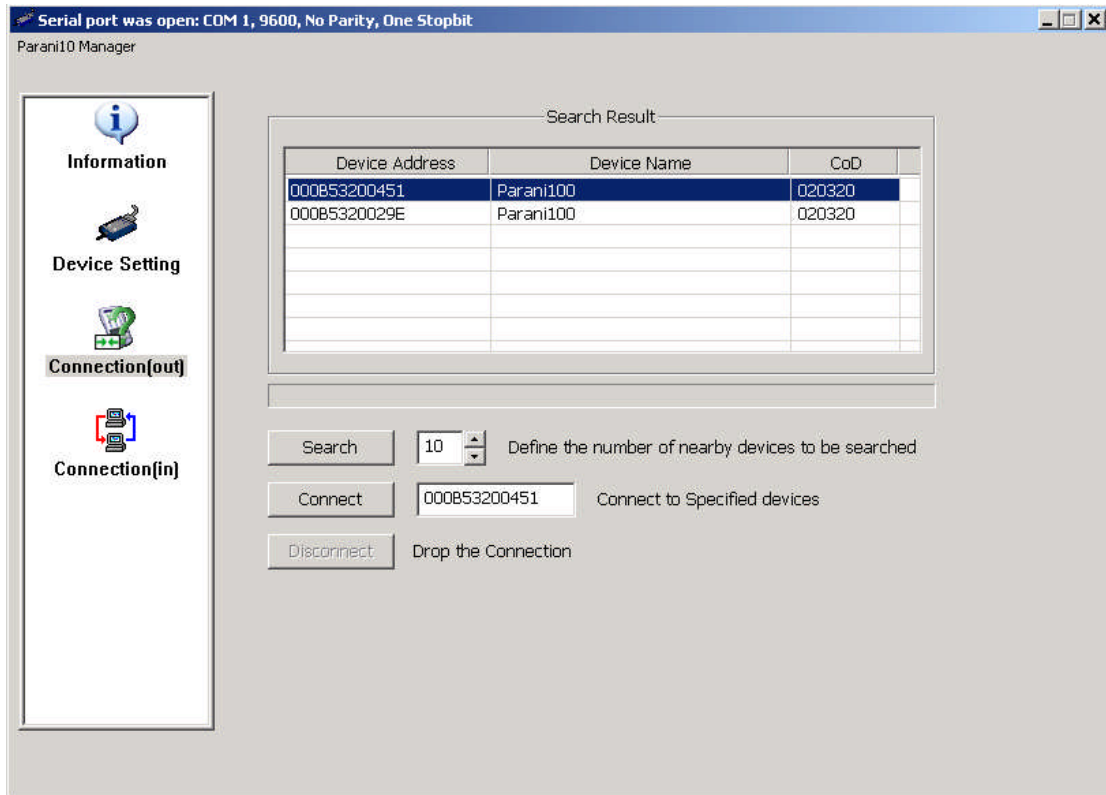 Serial port was open: COM 1, 9600, No Parity, One Stopbit
Parani10 Manager
Information
Device Setting
Connection(out)
Connection(in)
Search Result
Device Address Device Name CoD
000B53200451 Parani100 020320
000B5320029E Parani100 020320
Search 10 Define the number of nearby devices to be searched
Connect 000B53200451 Connect to Specified devices
Disconnect Drop the Connection